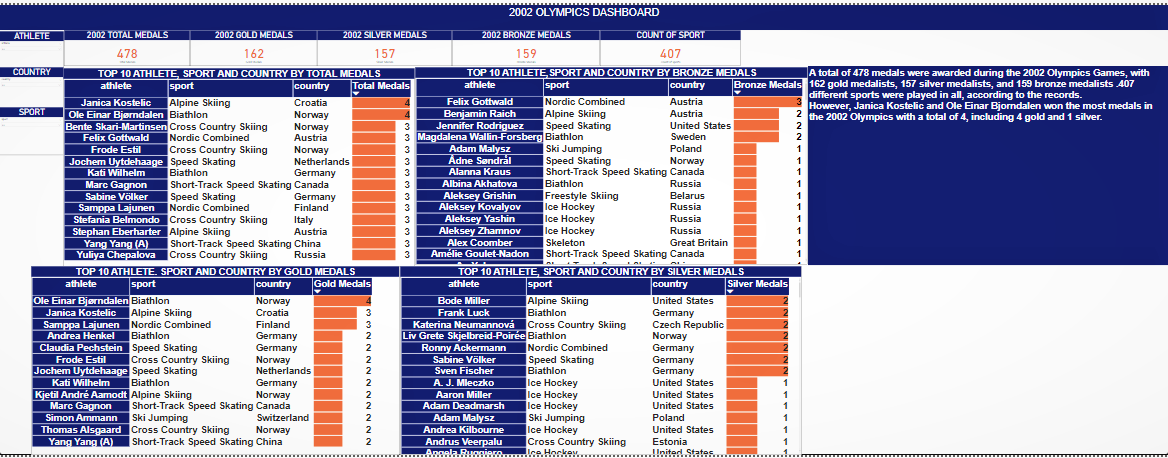 2002 OLYMPICS DASHBOARD
ATHLETE
COUNTRY
SPORT
2002 TOTAL MEDALS 2002 GOLD MEDALS 2002 SILVER MEDALS 2002 BRONZE MEDALS COUNT OF SPORT
478 162 157 159 407
TOP 10 ATHLETE, SPORT AND COUNTRY BY TOTAL MEDALS
athlete sport country Total Medals
Janica Kostelic Alpine Skiing Croatia 4
Ole Einar Bjørndalen Biathlon Norway 4
Bente Skari-Martinsen Cross Country Skiing Norway 3
Felix Gottwald Nordic Combined Austria 3
Frode Estil Cross Country Skiing Norway 3
Jochem Uytdehaage Speed Skating Netherlands 3
Kati Wilhelm Biathlon Germany 3
Marc Gagnon Short-Track Speed Skating Canada 3
Sabine Völker Speed Skating Germany 3
Samppa Lajunen Nordic Combined Finland 3
Stefania Belmondo Cross Country Skiing Italy 3
Stephan Eberharter Alpine Skiing Austria 3
Yang Yang (A) Short-Track Speed Skating China 3
Yuliya Chepalova Cross Country Skiing Russia 3
TOP 10 ATHLETE,SPORT AND COUNTRY BY BRONZE MEDALS
athlete sport country Bronze Medals
Felix Gottwald Nordic Combined Austria 3
Benjamin Raich Alpine Skiing Austria 2
Jennifer Rodriguez Speed Skating United States 2
Magdalena Wallin-Forsberg Biathlon Sweden 2
Adam Malysz Ski Jumping Poland 1
Ådne Søndrål Speed Skating Norway 1
Alanna Kraus Short-Track Speed Skating Canada 1
Albina Akhatova Biathlon Russia 1
Aleksey Grishin Freestyle Skiing Belarus 1
Aleksey Kovalyov Ice Hockey Russia 1
Aleksey Yashin Ice Hockey Russia 1
Aleksey Zhamnov Ice Hockey Russia 1
Alex Coomber Skeleton Great Britain 1
Amélie Goulet-Nadon Short-Track Speed Skating Canada 1
A total of 478 medals were awarded during the 2002 Olympics Games, with
162 gold medalists, 157 silver medalists, and 159 bronze medalists .407
different sports were played in all, according to the records.
However, Janica Kostelic and Ole Einar Bjorndalen won the most medals in
the 2002 Olympics with a total of 4, including 4 gold and 1 silver.
TOP 10 ATHLETE. SPORT AND COUNTRY BY GOLD MEDALS
athlete sport country Gold Medals
Ole Einar Bjørndalen Biathlon Norway 4
Janica Kostelic Alpine Skiing Croatia 3
Samppa Lajunen Nordic Combined Finland 3
Andrea Henkel Biathlon Germany 2
Claudia Pechstein Speed Skating Germany 2
Frode Estil Cross Country Skiing Norway 2
Jochem Uytdehaage Speed Skating Netherlands 2
Kati Wilhelm Biathlon Germany 2
Kjetil André Aamodt Alpine Skiing Norway 2
Marc Gagnon Short-Track Speed Skating Canada 2
Simon Ammann Ski Jumping Switzerland 2
Thomas Alsgaard Cross Country Skiing Norway 2
Yang Yang (A) Short-Track Speed Skating China 2
TOP 10 ATHLETE, SPORT AND COUNTRY BY SILVER MEDALS
athlete sport country Silver Medals
Bode Miller Alpine Skiing United States 2
Frank Luck Biathlon Germany 2
Katerina Neumannová Cross Country Skiing Czech Republic 2
Liv Grete Skjelbreid-Poirée Biathlon Norway 2
Ronny Ackermann Nordic Combined Germany 2
Sabine Völker Speed Skating Germany 2
Sven Fischer Biathlon Germany 2
A. J. Mleczko Ice Hockey United States 1
Aaron Miller Ice Hockey United States 1
Adam Deadmarsh Ice Hockey United States 1
Adam Malysz Ski Jumping Poland 1
Andrea Kilbourne Ice Hockey United States 1
Andrus Veerpalu Cross Country Skiing Estonia 1
Angela Ruggiero Ice Hockey United States 1